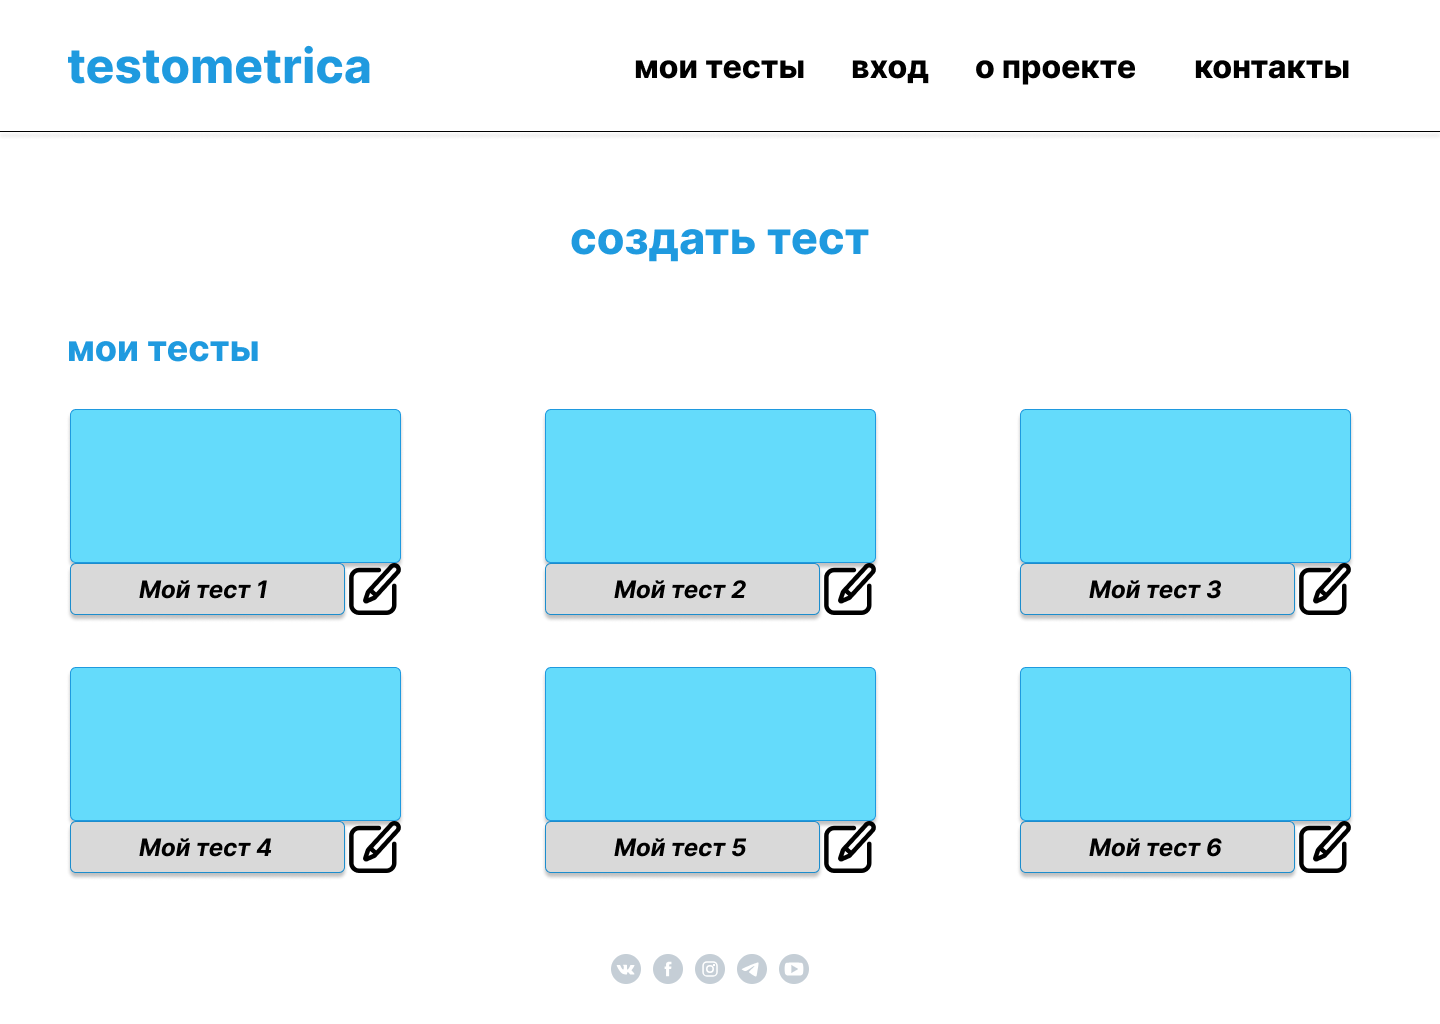 testometrica
мои тесты вход о проекте контакты
создать тест
мои тесты
Мой тест 1 Мой тест 2 Мой тест 3
Мой тест 4 Мой тест 5 Мой тест 6